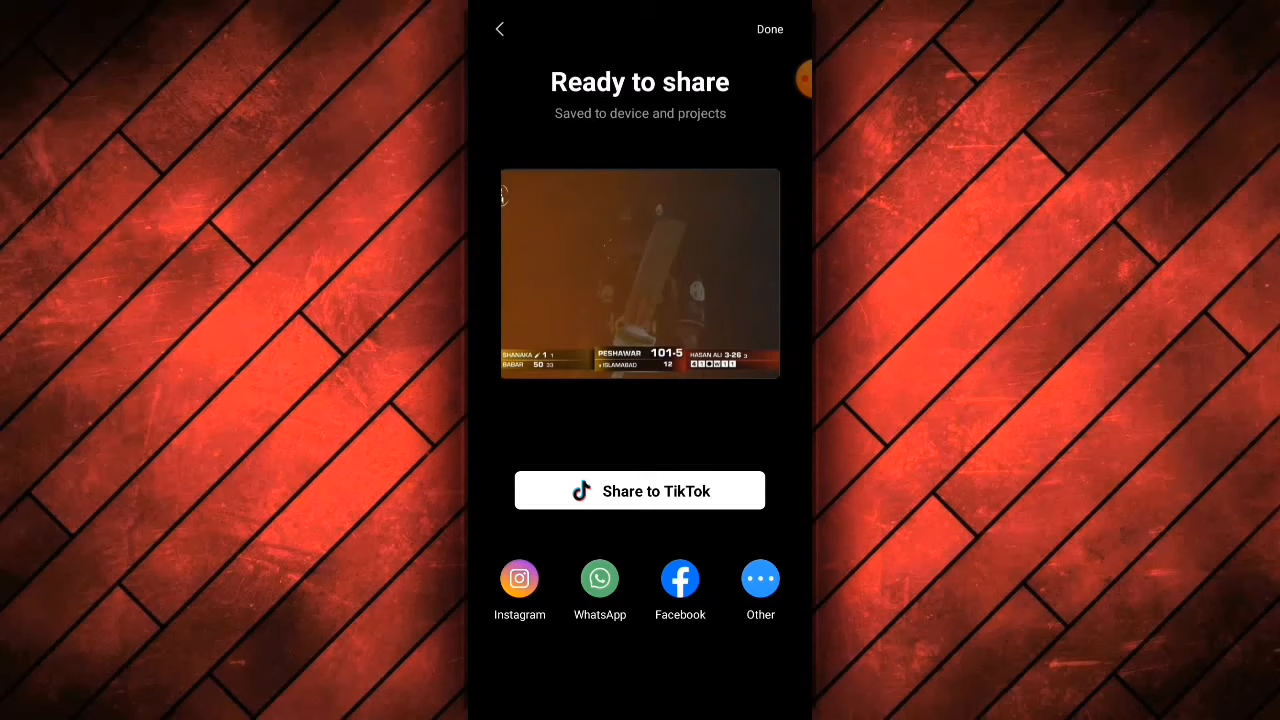 Done
Ready to share
Saved to device and projects
SHANAKA 1 1
BABAR 50 33
PESHAWAR 101-5
ISLAMABAD 12
HASAN ALI 3-26 3
Share to TikTok
Instagram
WhatsApp
Facebook
Other